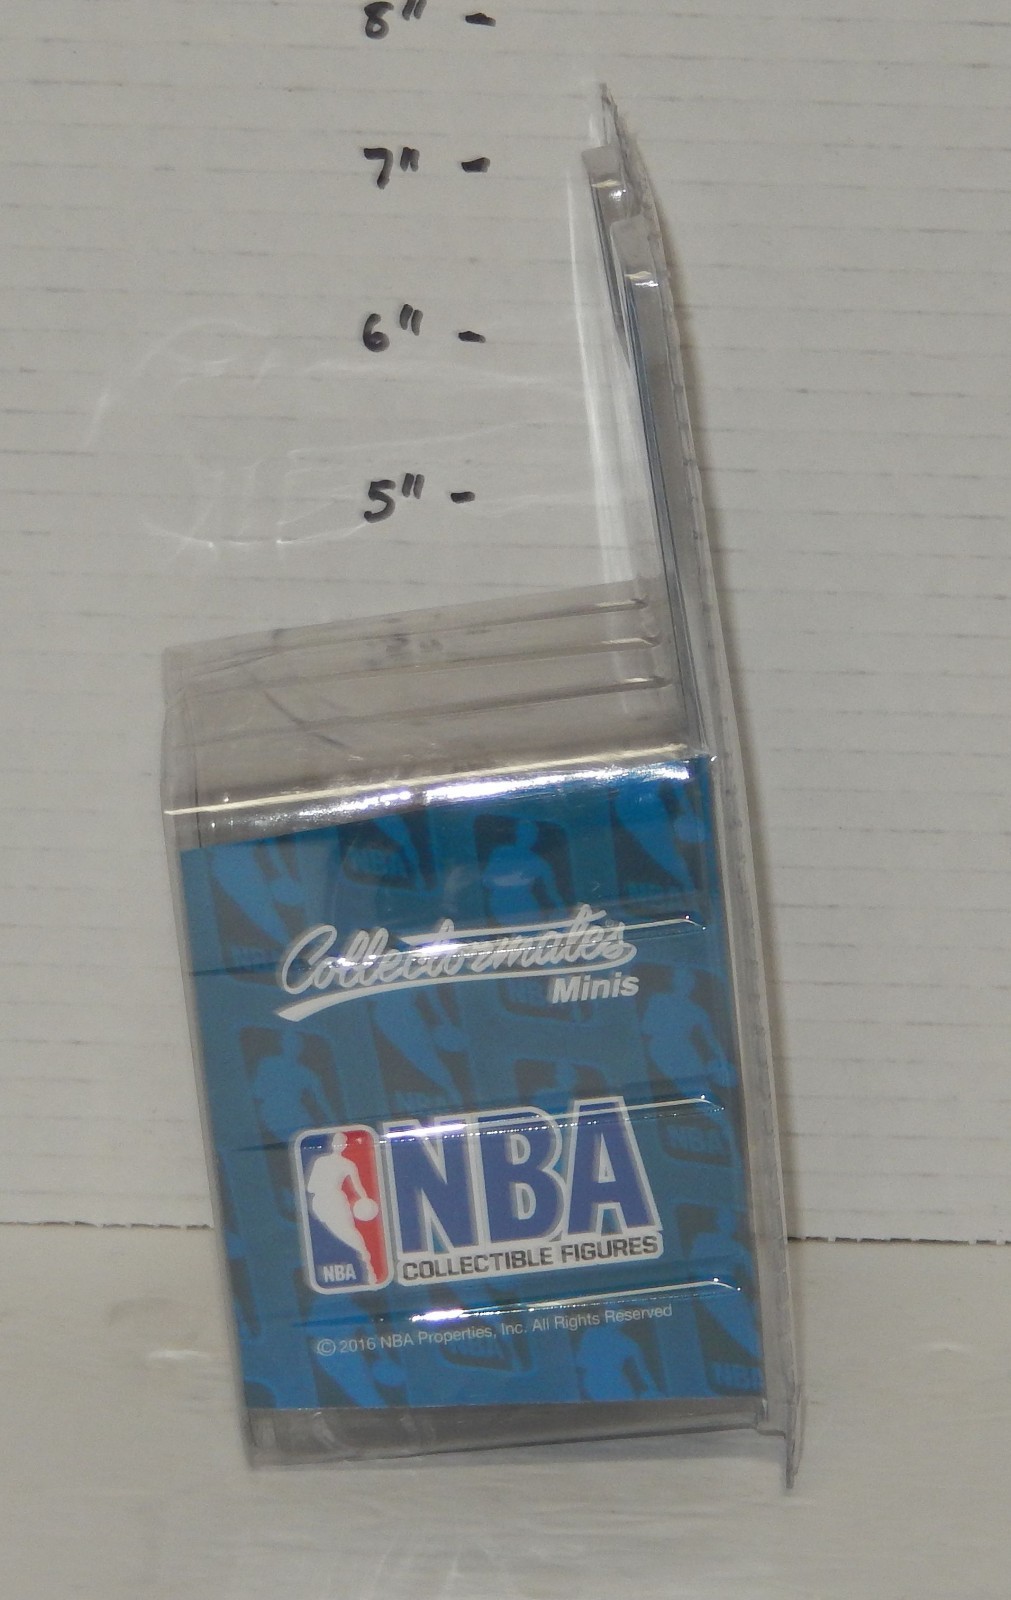 8" -
7" -
6" -
5" -
Collectormates
Minis
NBA
NBA
COLLECTIBLE FIGURES
© 2016 NBA Properties, Inc. All Rights Reserved